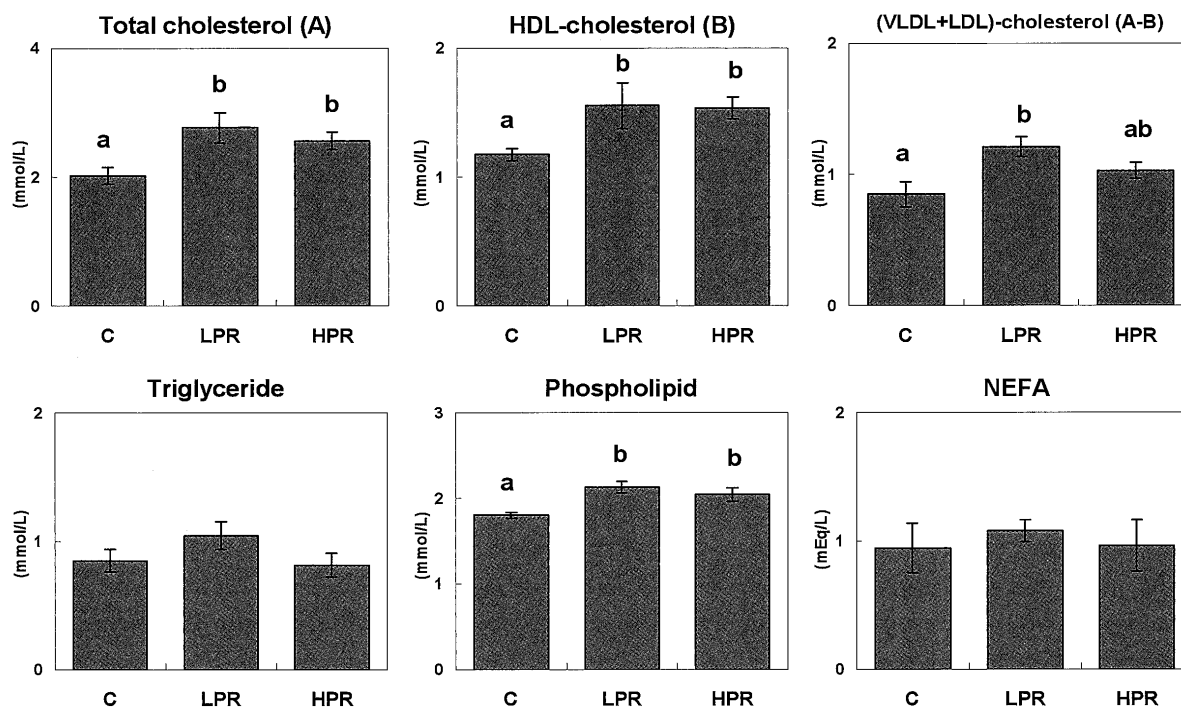 Total cholesterol (A)
(mmol/L)
4
2
0
a
b
b
C LPR HPR
HDL-cholesterol (B)
(mmol/L)
2
1
0
a
b
b
C LPR HPR
(VLDL+LDL)-cholesterol (A-B)
(mmol/L)
2
1
0
a
b
ab
C LPR HPR
Triglyceride
(mmol/L)
2
1
0
C LPR HPR
Phospholipid
(mmol/L)
3
2
1
0
a
b
b
C LPR HPR
NEFA
(mEq/L)
2
1
0
C LPR HPR